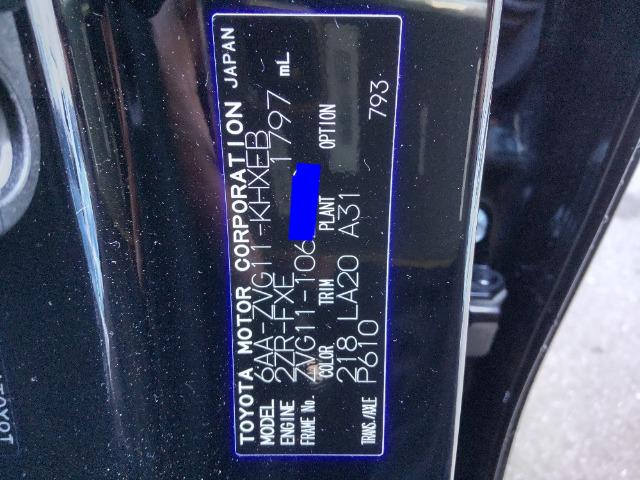 TOYOTA MOTOR CORPORATION JAPAN
MODEL 6AA-ZVG11-KHXEB
ENGINE 2ZR-FXE 1797 mL
FRAME No. ZVG11-106
COLOR TRIM PLANT OPTION
218 LA20 A31
TRANS./AXLE P610 793